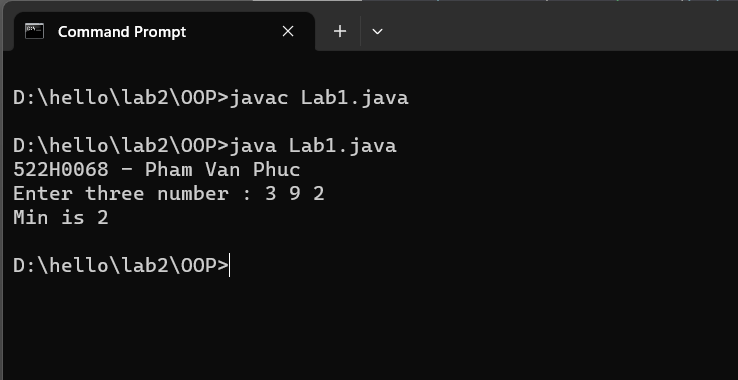 Command Prompt
D:\hello\lab2\OOP>javac Lab1.java
D:\hello\lab2\OOP>java Lab1.java
522H0068 - Pham Van Phuc
Enter three number : 3 9 2
Min is 2
D:\hello\lab2\OOP>